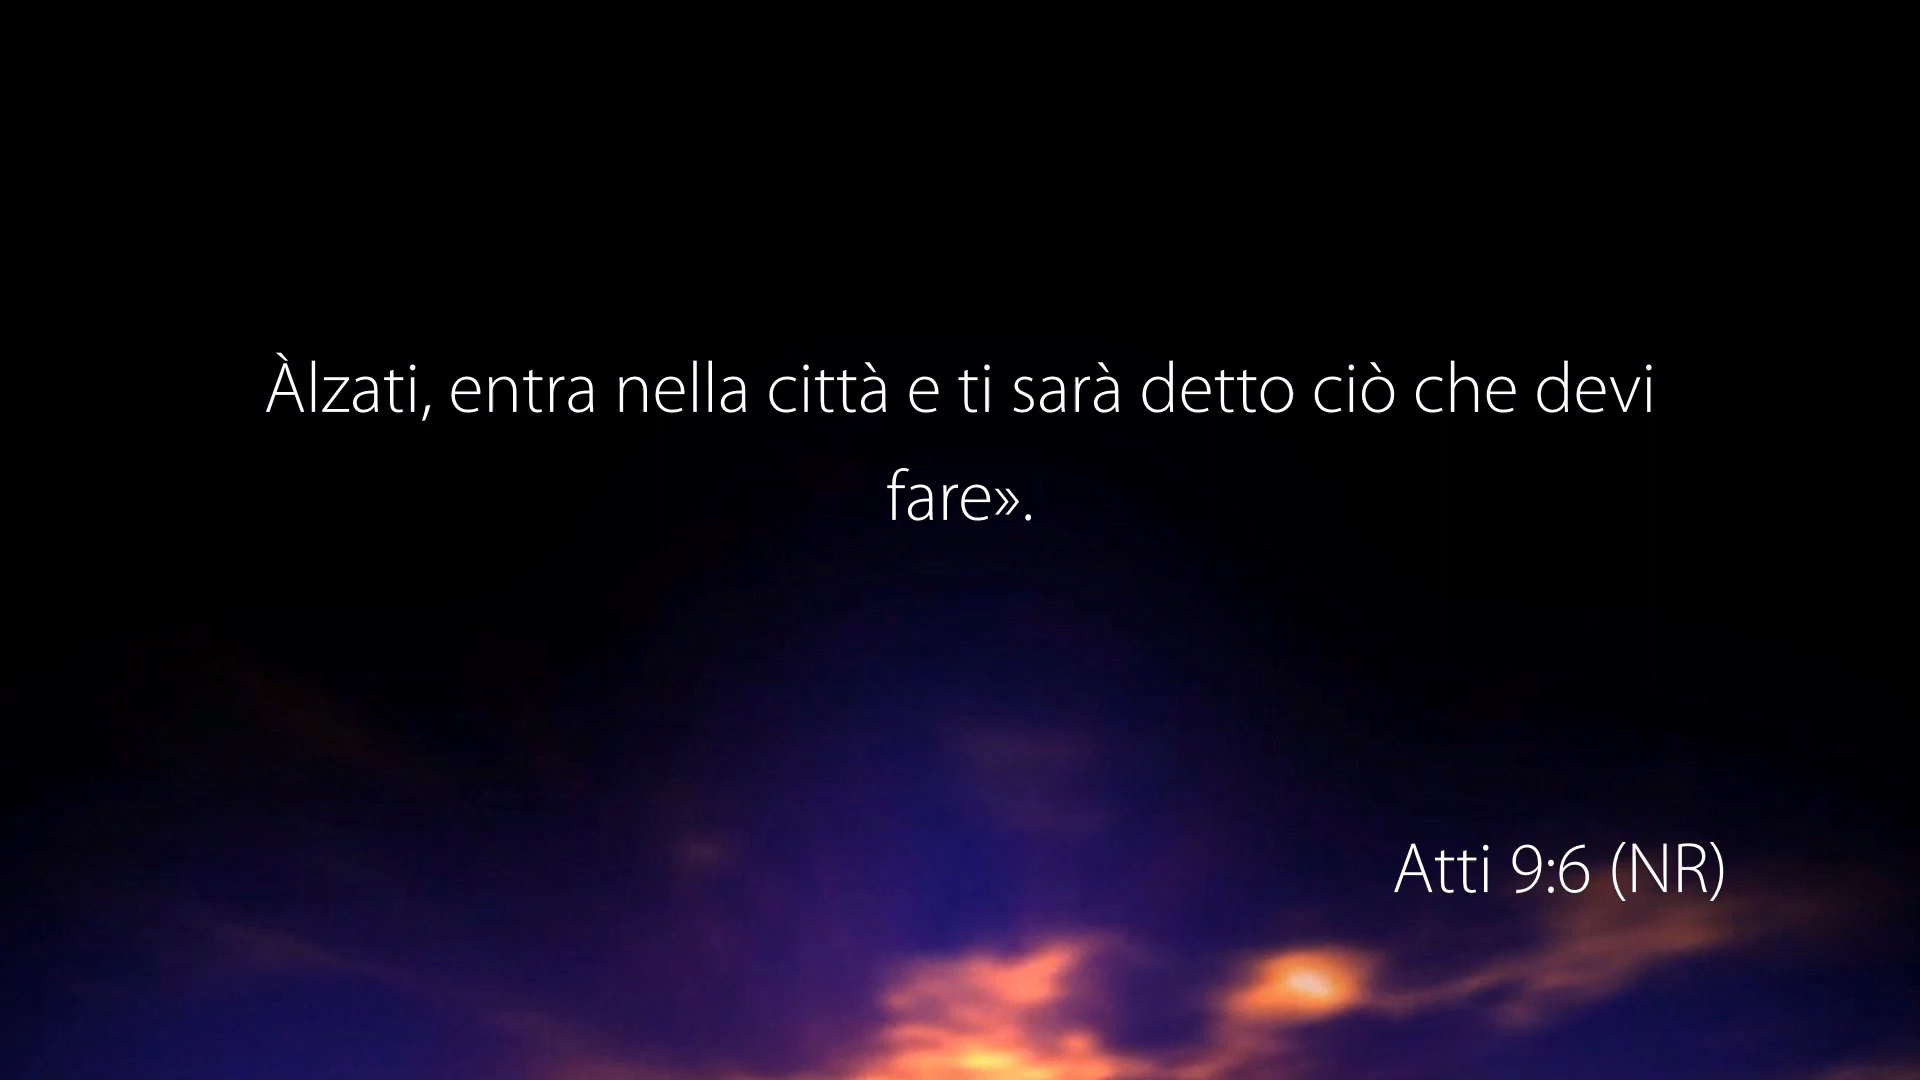 Àlzati, entra nella città e ti sarà detto ciò che devi
fare».
Atti 9:6 (NR)